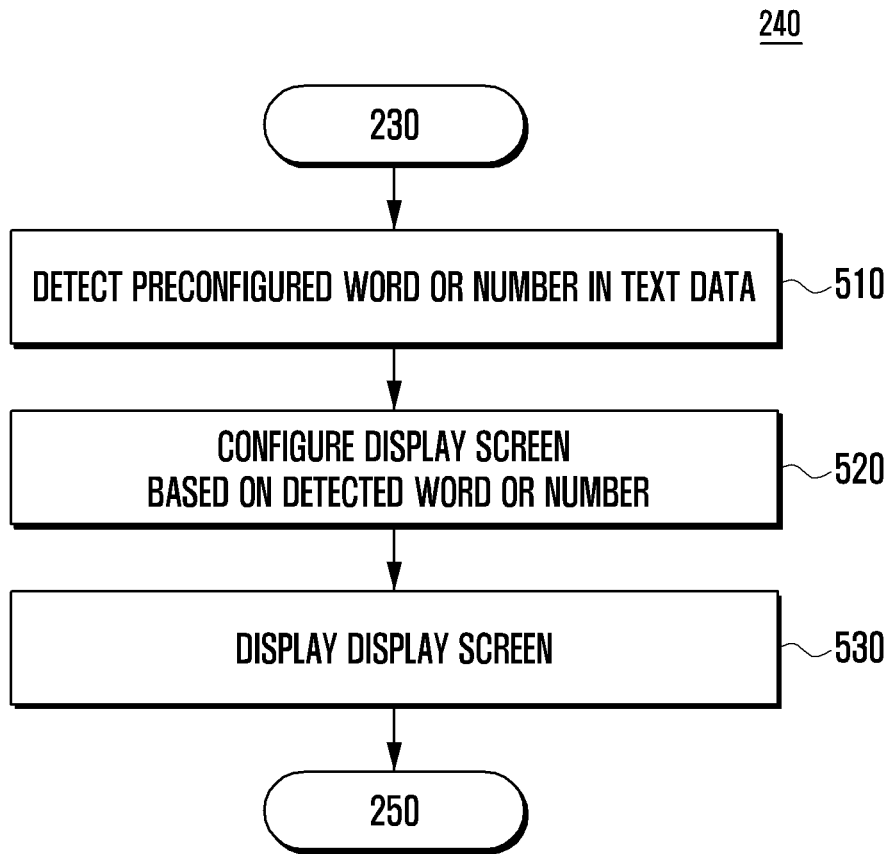 240
230
DETECT PRECONFIGURED WORD OR NUMBER IN TEXT DATA
510
CONFIGURE DISPLAY SCREEN
BASED ON DETECTED WORD OR NUMBER
520
DISPLAY DISPLAY SCREEN
530
250